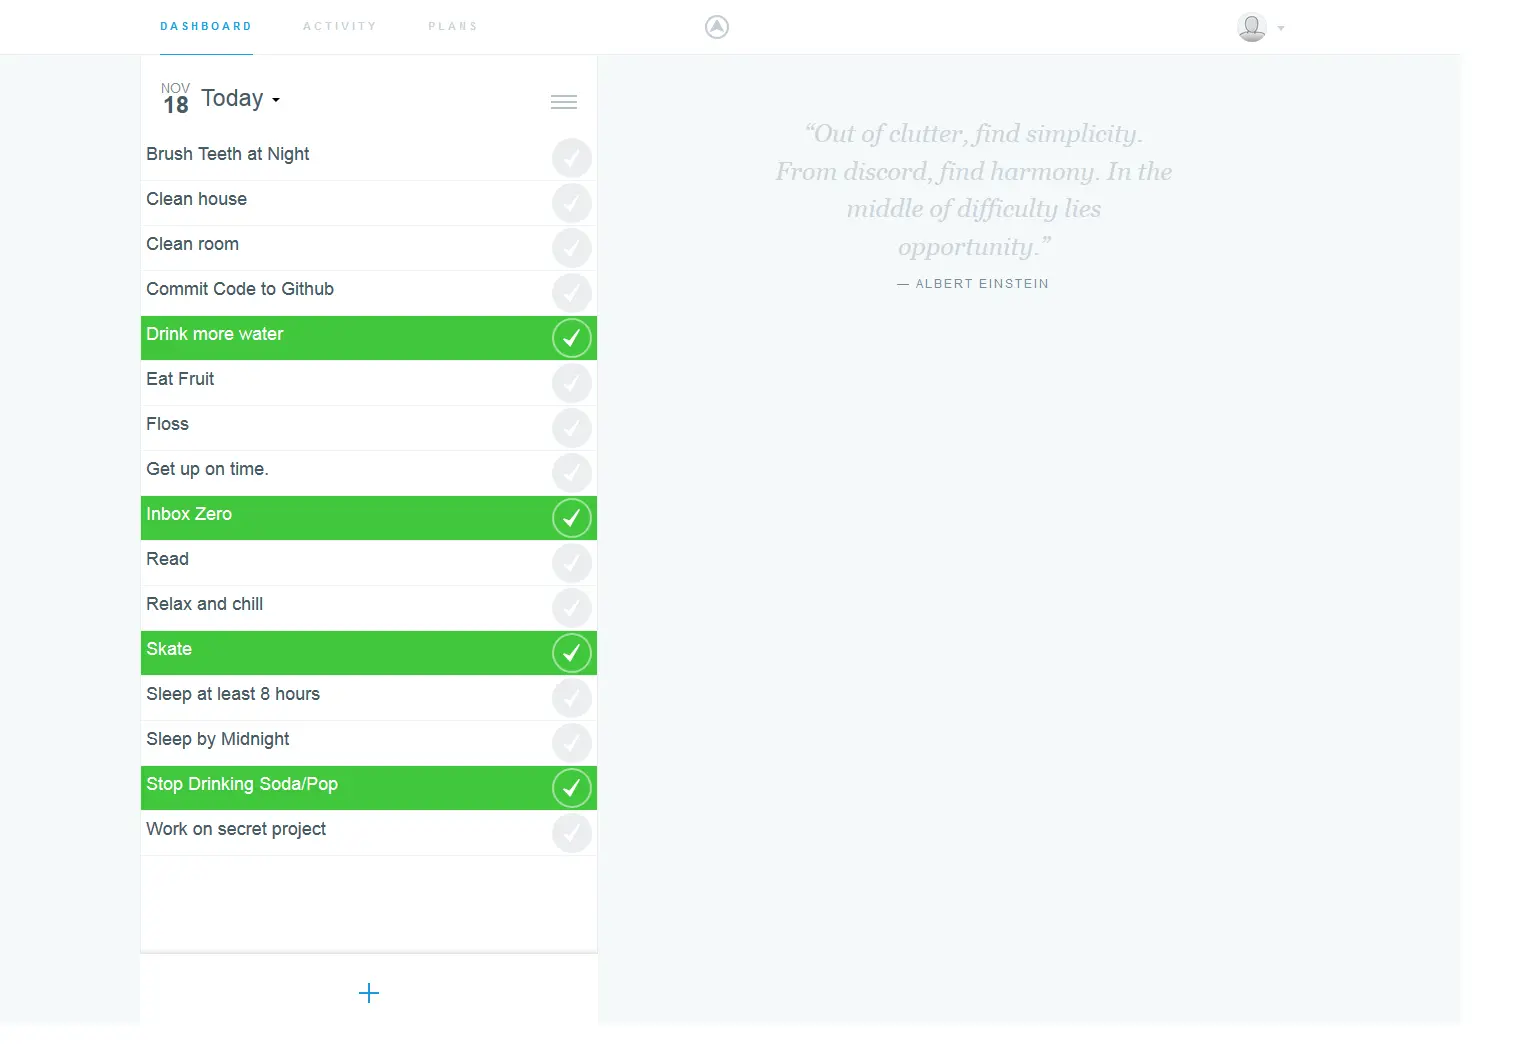 DASHBOARD ACTIVITY PLANS
NOV
18 Today
Brush Teeth at Night
Clean house
Clean room
Commit Code to Github
Drink more water
Eat Fruit
Floss
Get up on time.
Inbox Zero
Read
Relax and chill
Skate
Sleep at least 8 hours
Sleep by Midnight
Stop Drinking Soda/Pop
Work on secret project
“Out of clutter, find simplicity.
From discord, find harmony. In the
middle of difficulty lies
opportunity.”
— ALBERT EINSTEIN